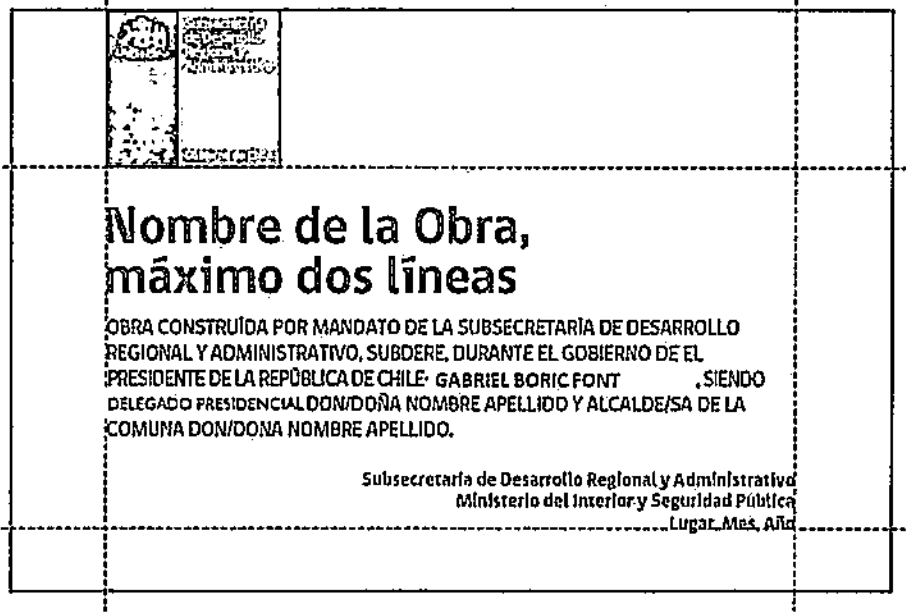 Nombre de la Obra,
máximo dos líneas
OBRA CONSTRUÍDA POR MANDATO DE LA SUBSECRETARÍA DE DESARROLLO
REGIONAL Y ADMINISTRATIVO, SUBDERE, DURANTE EL GOBIERNO DE EL
PRESIDENTE DE LA REPÚBLICA DE CHILE· GABRIEL BORIC FONT , SIENDO
DELEGADO PRESIDENCIAL DON/DOÑA NOMBRE APELLIDO Y ALCALDE/SA DE LA
COMUNA DON/DONA NOMBRE APELLIDO.
Subsecretaría de Desarrollo Regional y Administrativo
Ministerio del Interior y Seguridad Pública
Lugar, Mes, Año